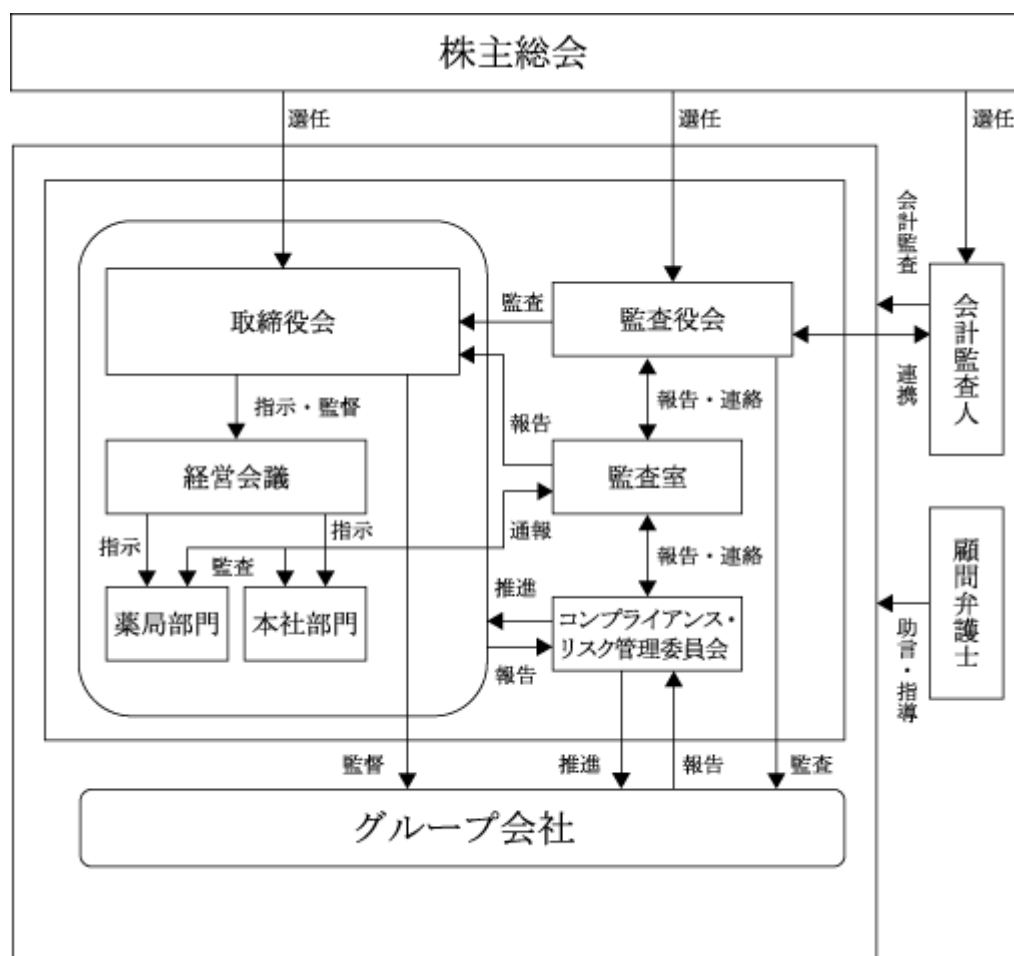 株主総会
選任
選任
選任
会計監査
取締役会
監査
監査役会
会計監査人
連携
指示・監督
報告
報告・連絡
経営会議
監査室
指示
指示
監査
通報
報告・連絡
顧問弁護士
薬局部門
本社部門
推進
コンプライアンス・
リスク管理委員会
報告
助言・指導
監督
推進
報告
監査
グループ会社